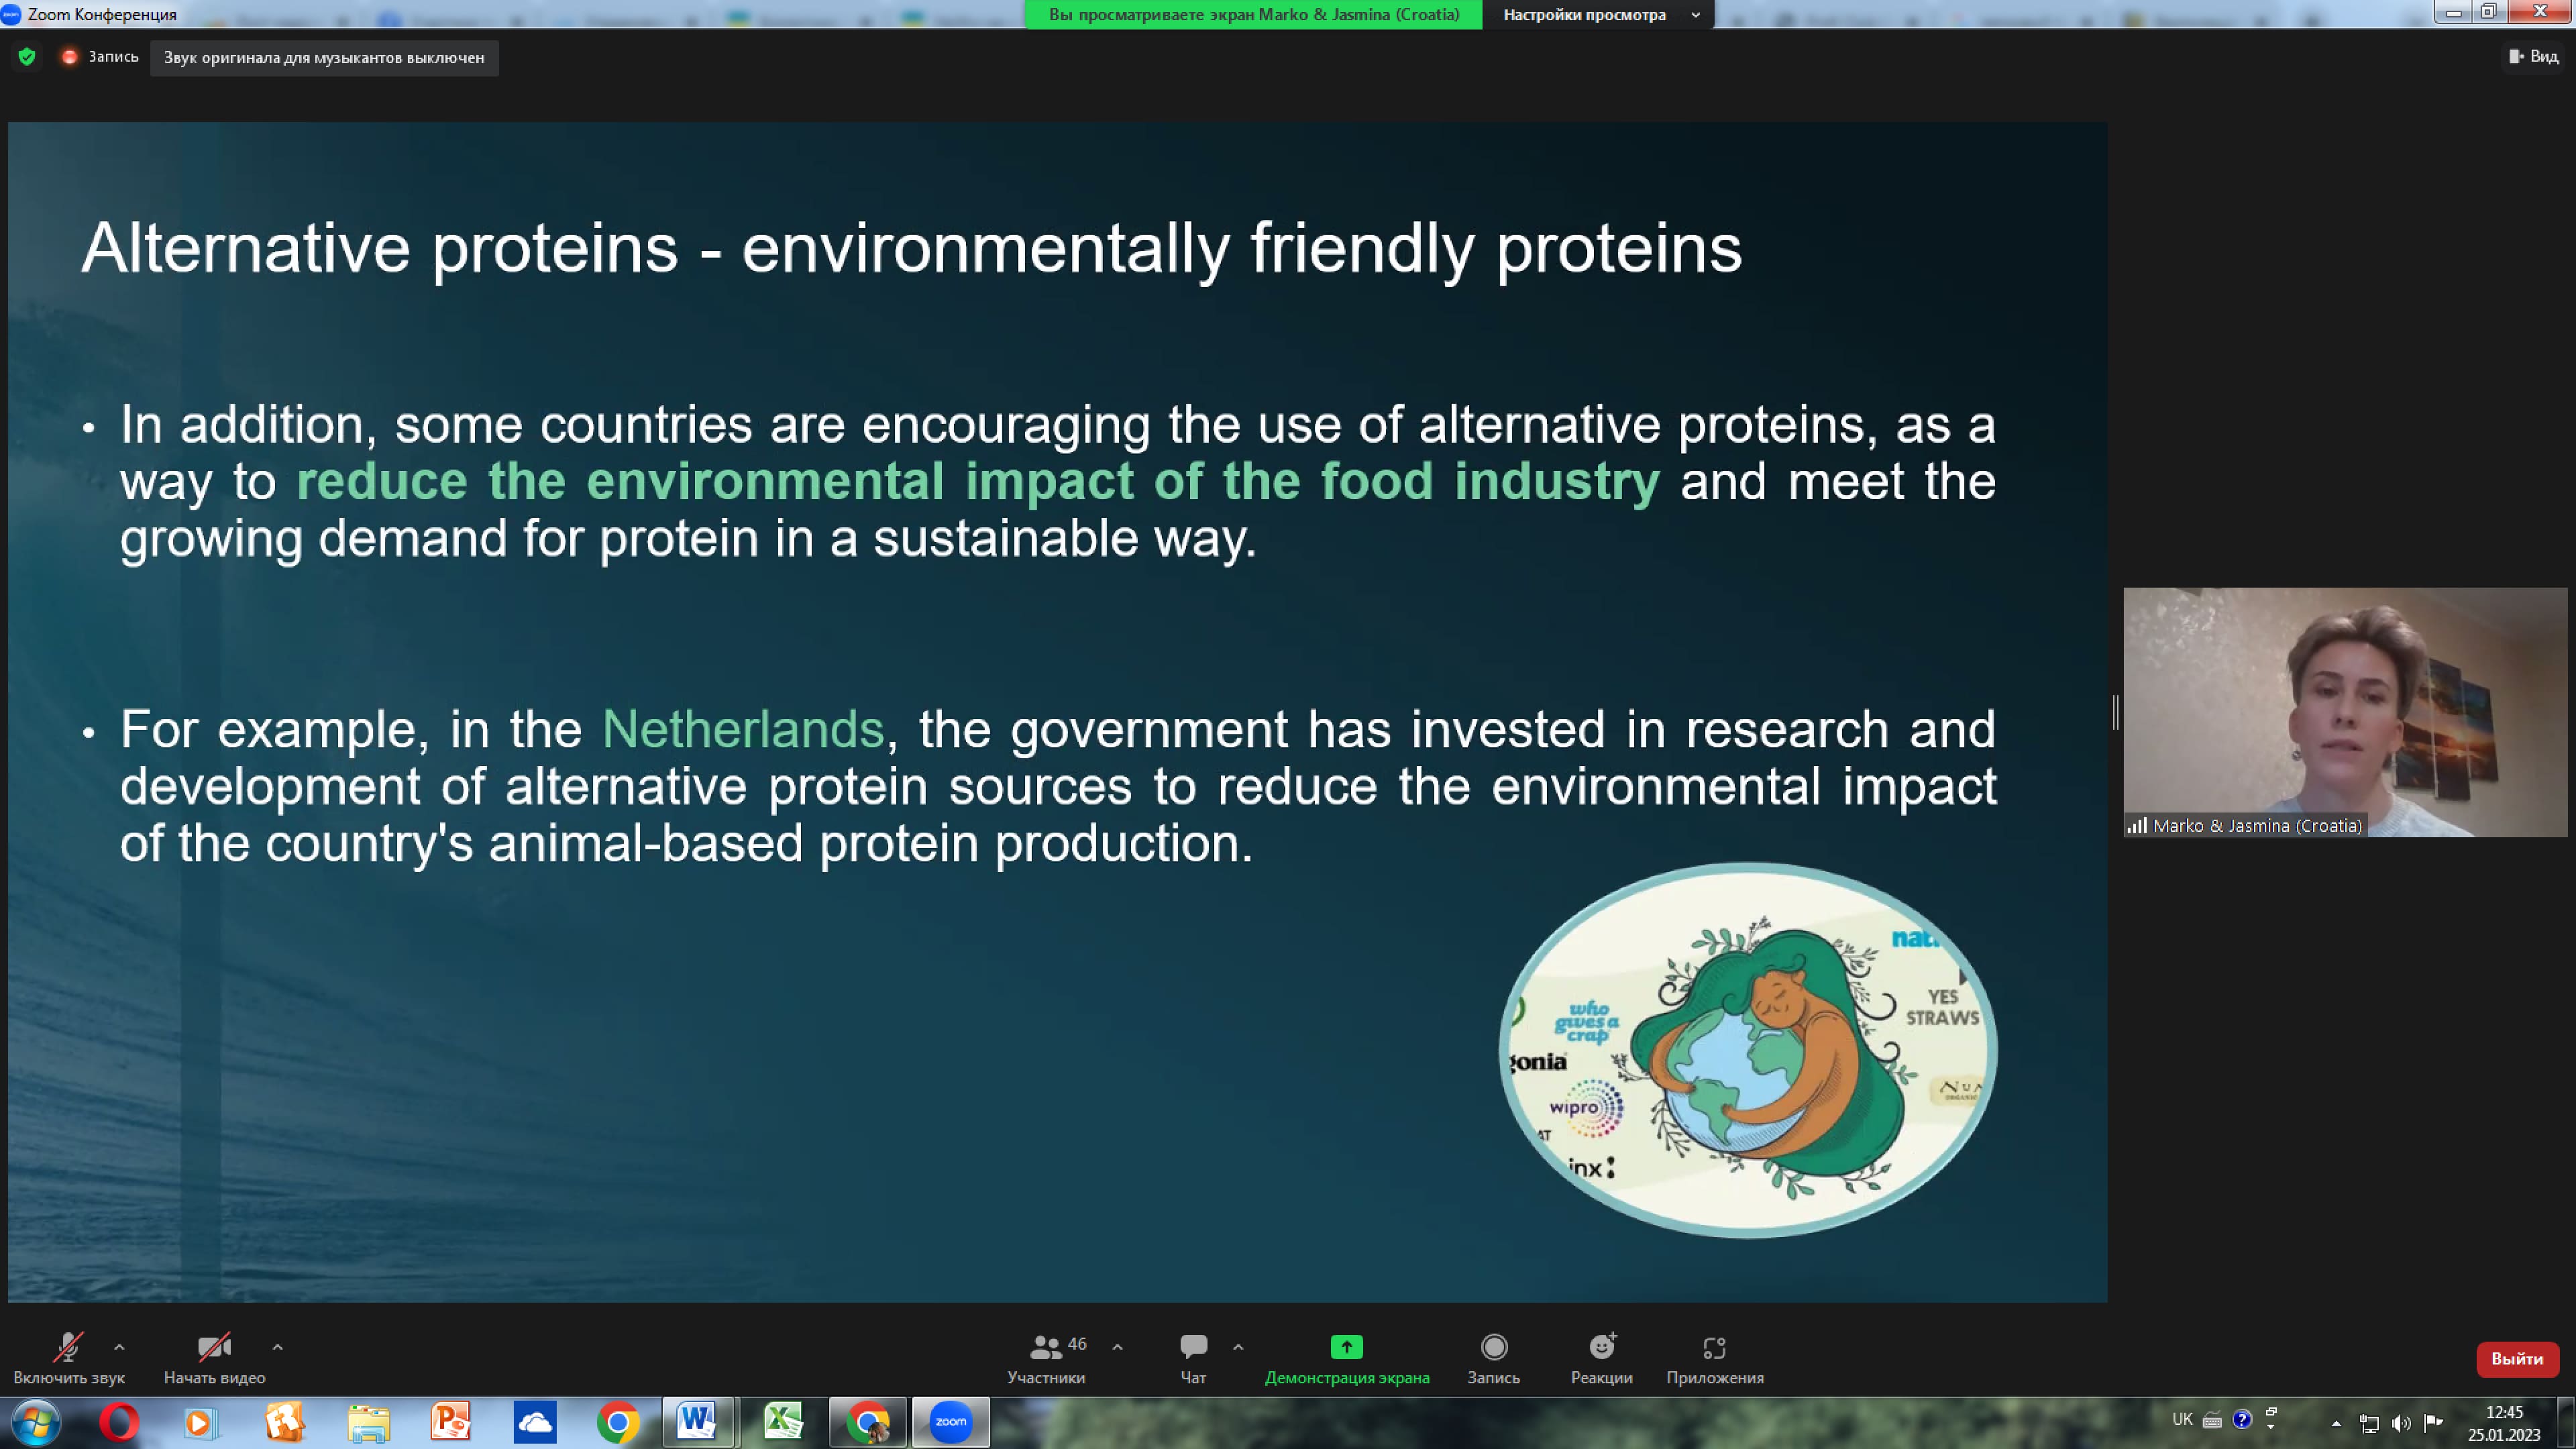 Zoom Конференция
Вы просматриваете экран Marko & Jasmina (Croatia)
Настройки просмотра
Запись
Звук оригинала для музыкантов выключен
Вид
Alternative proteins - environmentally friendly proteins
• In addition, some countries are encouraging the use of alternative proteins, as a
way to reduce the environmental impact of the food industry and meet the
growing demand for protein in a sustainable way.
• For example, in the Netherlands, the government has invested in research and
development of alternative protein sources to reduce the environmental impact
of the country's animal-based protein production.
Marko & Jasmina (Croatia)
who
gives a
crap
YES
STRAWS
gonia
wipro
inx:
46
Включить звук
Начать видео
Участники
Чат
Демонстрация экрана
Запись
Реакции
Приложения
Выйти
zoom
UK
12:45
25.01.2023